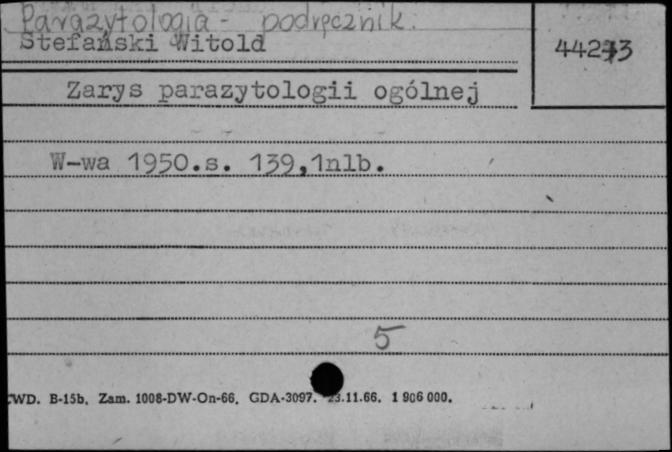 Parazytologia - podręcznik.
Stefański Witold
Zarys parazytologii ogólnej
W-wa 1950.s. 139,1nlb.
5
WD. B-15b. Zam. 1008-DW-On-66. GDA-3097. 23.11.66. 1 906 000.